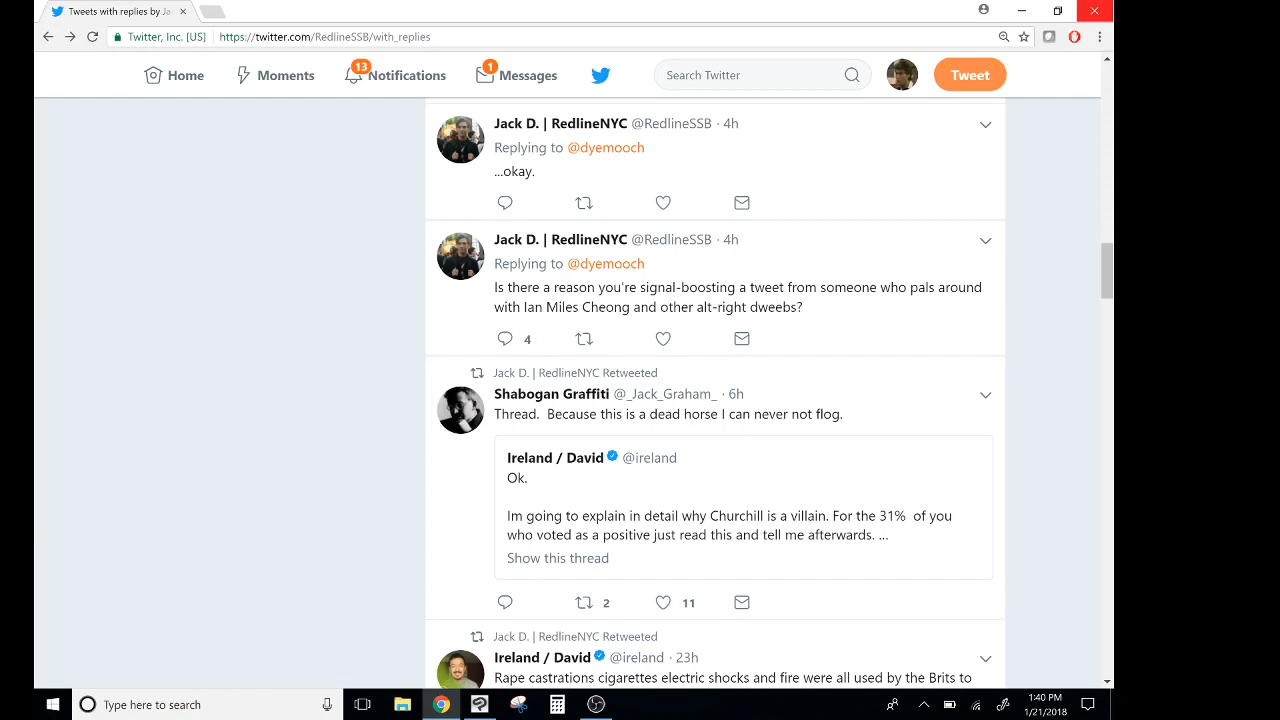 Tweets with replies by Ja
Twitter, Inc. [US]
https://twitter.com/RedlineSSB/with_replies
Home
Moments
13
Notifications
1
Messages
Search Twitter
Tweet
Jack D. | RedlineNYC @RedlineSSB · 4h
Replying to @dyemooch
...okay.
Jack D. | RedlineNYC @RedlineSSB · 4h
Replying to @dyemooch
Is there a reason you're signal-boosting a tweet from someone who pals around
with Ian Miles Cheong and other alt-right dweebs?
4
Jack D. | RedlineNYC Retweeted
Shabogan Graffiti @_Jack_Graham_ · 6h
Thread. Because this is a dead horse I can never not flog.
Ireland / David @ireland
Ok.
Im going to explain in detail why Churchill is a villain. For the 31% of you
who voted as a positive just read this and tell me afterwards. ...
Show this thread
2
11
Jack D. | RedlineNYC Retweeted
Ireland / David @ireland · 23h
Rape castrations cigarettes electric shocks and fire were all used by the Brits to
Type here to search
1:40 PM
1/21/2018